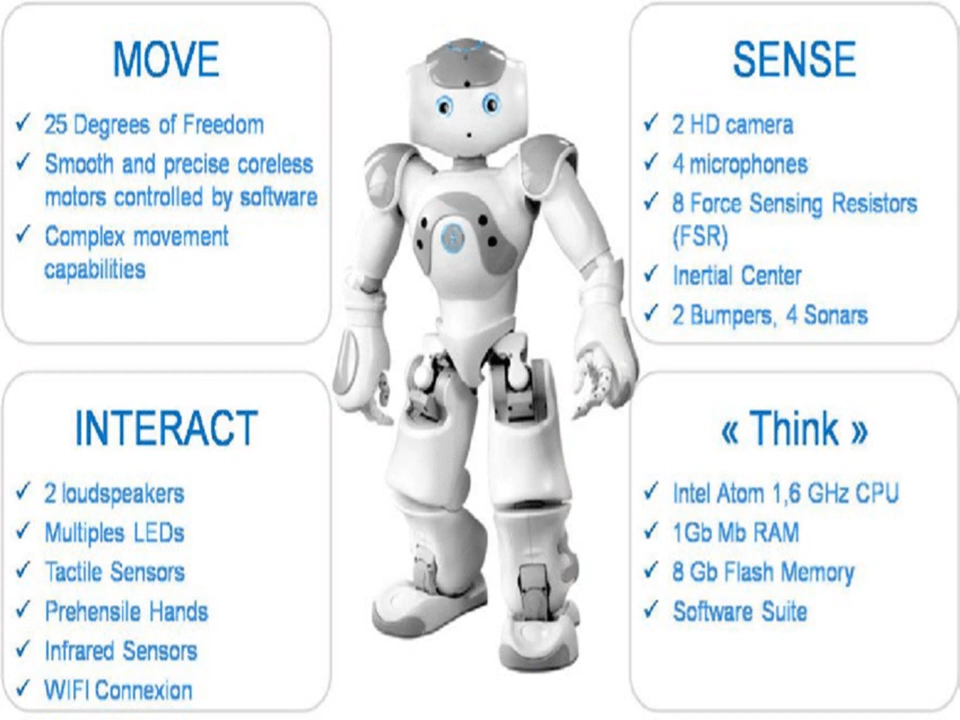 MOVE
✓ 25 Degrees of Freedom
✓ Smooth and precise coreless
motors controlled by software
✓ Complex movement
capabilities
SENSE
✓ 2 HD camera
✓ 4 microphones
✓ 8 Force Sensing Resistors
(FSR)
✓ Inertial Center
✓ 2 Bumpers, 4 Sonars
INTERACT
✓ 2 loudspeakers
✓ Multiples LEDs
✓ Tactile Sensors
✓ Prehensile Hands
✓ Infrared Sensors
✓ WIFI Connexion
« Think »
✓ Intel Atom 1,6 GHz CPU
✓ 1Gb Mb RAM
✓ 8 Gb Flash Memory
✓ Software Suite